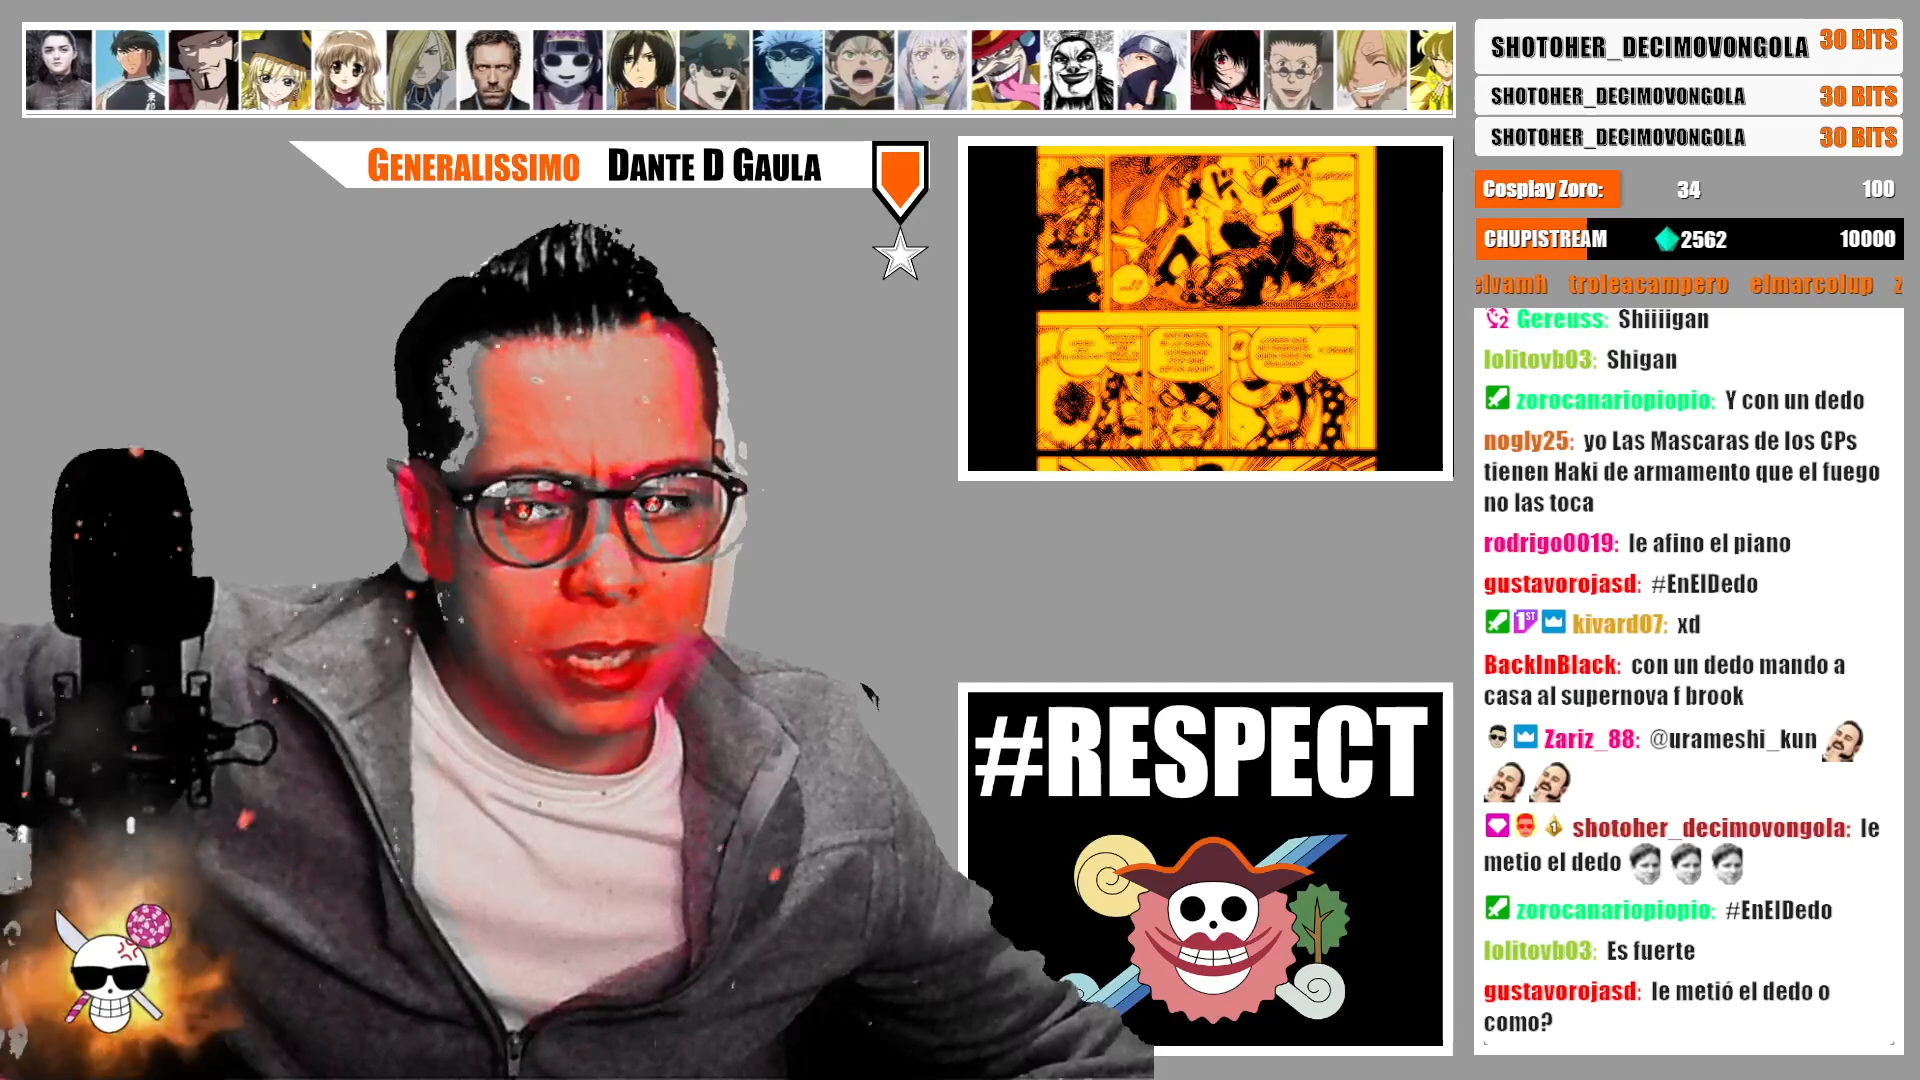 SHOTOHER_DECIMOVONGOLA 30 BITS
SHOTOHER_DECIMOVONGOLA 30 BITS
SHOTOHER_DECIMOVONGOLA 30 BITS
GENERALISSIMO DANTE D GAULA
Cosplay Zoro: 34 100
CHUPISTREAM 2562 10000
elvamh troleacampero elmarcolup z
Gereuss: Shiiiigan
lolitovb03: Shigan
zorocanariopiopio: Y con un dedo
nogly25: yo Las Mascaras de los CPs
tienen Haki de armamento que el fuego
no las toca
rodrigo0019: le afino el piano
gustavorojasd: #EnElDedo
1ST kivard07: xd
BackInBlack: con un dedo mando a
casa al supernova f brook
Zariz_88: @urameshi_kun
shotoher_decimovongola: le
metio el dedo
zorocanariopiopio: #EnElDedo
lolitovb03: Es fuerte
gustavorojasd: le metió el dedo o
como?
#RESPECT